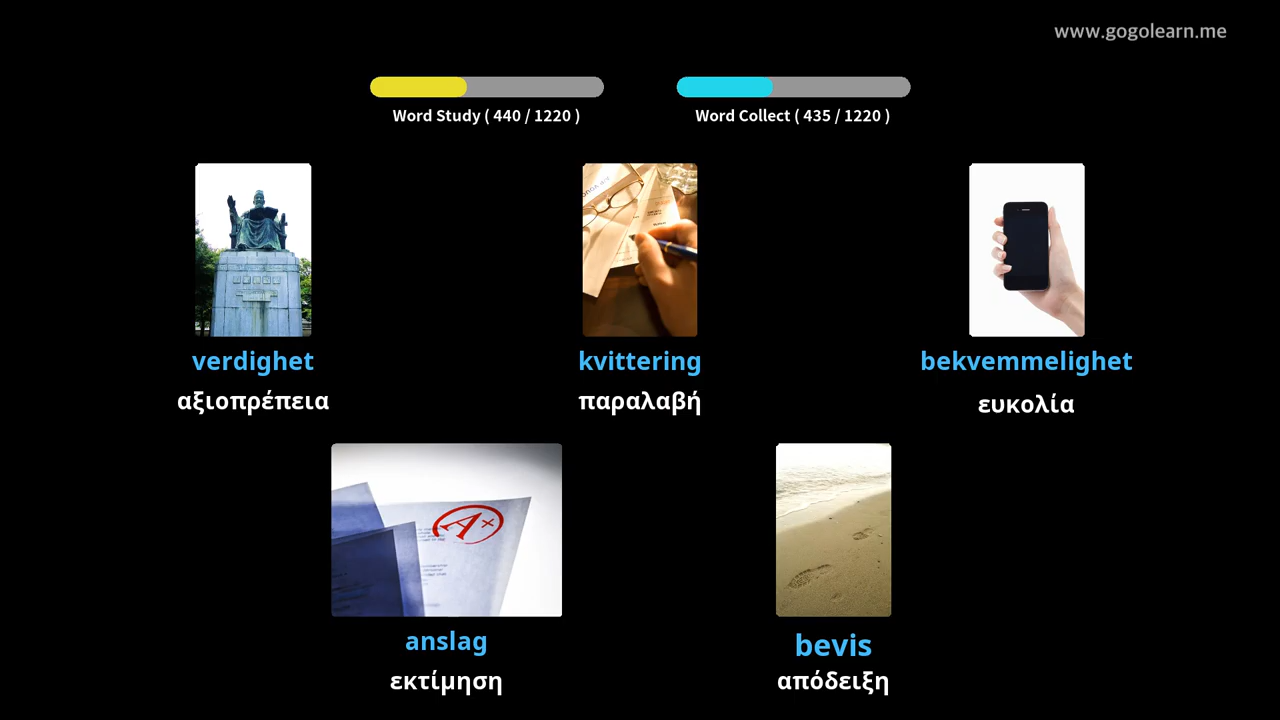 www.gogolearn.me
Word Study ( 440 / 1220 )
Word Collect ( 435 / 1220 )
verdighet
kvittering
bekvemmelighet
αξιοπρέπεια
παραλαβή
ευκολία
A+
anslag
bevis
εκτίμηση
απόδειξη